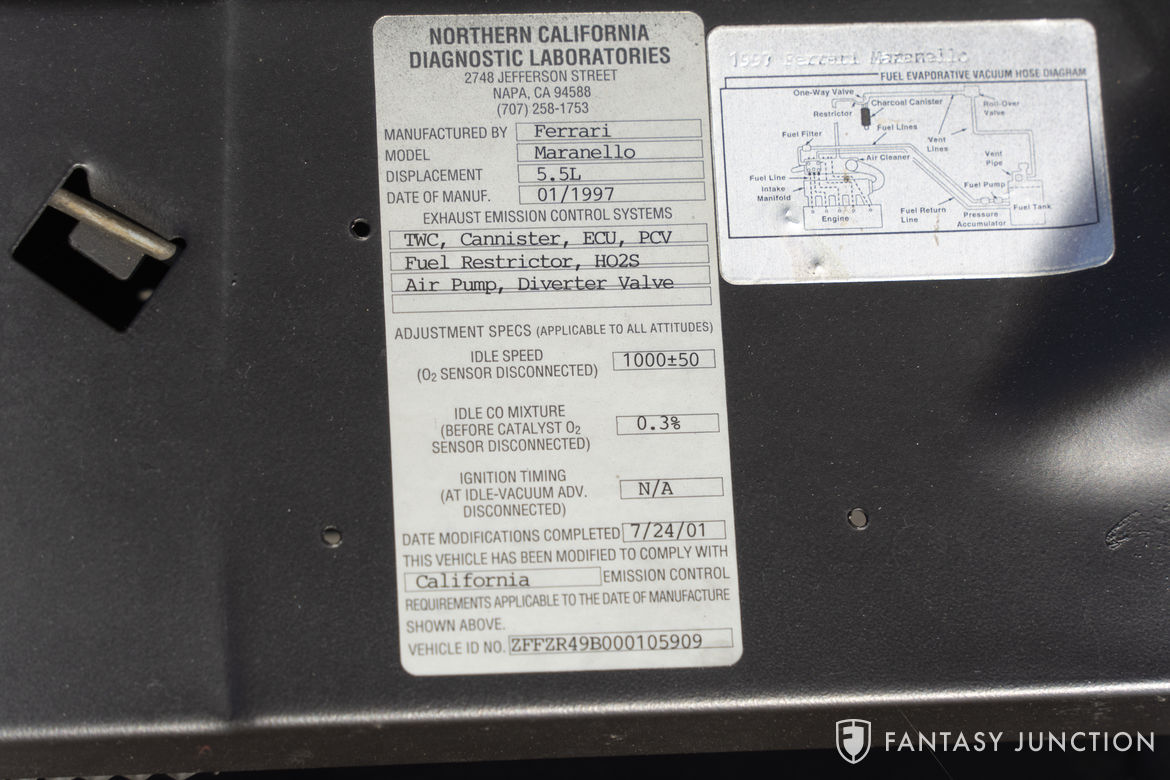 NORTHERN CALIFORNIA
DIAGNOSTIC LABORATORIES
2748 JEFFERSON STREET
NAPA, CA 94588
(707) 258-1753
MANUFACTURED BY Ferrari
MODEL Maranello
DISPLACEMENT 5.5L
DATE OF MANUF. 01/1997
EXHAUST EMISSION CONTROL SYSTEMS
TWC, Cannister, ECU, PCV
Fuel Restrictor, HO2S
Air Pump, Diverter Valve
ADJUSTMENT SPECS (APPLICABLE TO ALL ATTITUDES)
IDLE SPEED
(O2 SENSOR DISCONNECTED) 1000±50
IDLE CO MIXTURE
(BEFORE CATALYST O2 0.3%
SENSOR DISCONNECTED)
IGNITION TIMING
(AT IDLE-VACUUM ADV. N/A
DISCONNECTED)
DATE MODIFICATIONS COMPLETED 7/24/01
THIS VEHICLE HAS BEEN MODIFIED TO COMPLY WITH
California EMISSION CONTROL
REQUIREMENTS APPLICABLE TO THE DATE OF MANUFACTURE
SHOWN ABOVE.
VEHICLE ID NO. ZFFZR49B000105909
1997 Ferrari Maranello
FUEL EVAPORATIVE VACUUM HOSE DIAGRAM
One-Way Valve
Charcoal Canister
Roll-Over
Valve
Restrictor
Fuel Lines
Fuel Filter
Vent
Lines
Air Cleaner
Vent
Pipe
Fuel Line
Fuel Pump
Intake
Manifold
Fuel Return
Line
Fuel Tank
Pressure
Accumulator
Engine
FANTASY JUNCTION